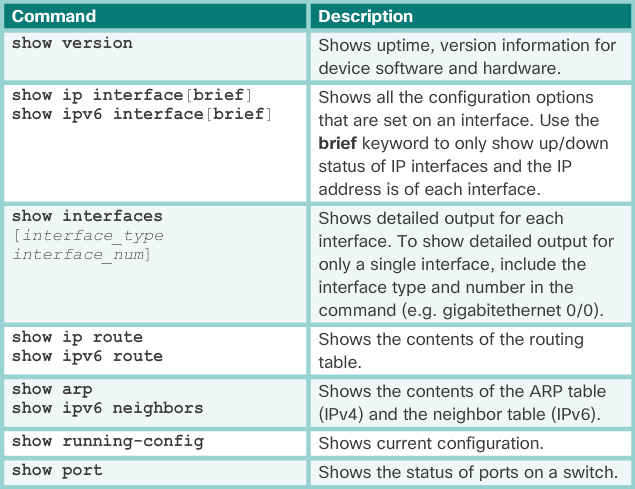 Command Description
show version
Shows uptime, version information for
device software and hardware.
show ip interface[brief]
show ipv6 interface[brief]
Shows all the configuration options
that are set on an interface. Use the
brief keyword to only show up/down
status of IP interfaces and the IP
address is of each interface.
show interfaces
[interface_type
interface_num]
Shows detailed output for each
interface. To show detailed output for
only a single interface, include the
interface type and number in the
command (e.g. gigabitethernet 0/0).
show ip route
show ipv6 route
Shows the contents of the routing
table.
show arp
show ipv6 neighbors
Shows the contents of the ARP table
(IPv4) and the neighbor table (IPv6).
show running-config
Shows current configuration.
show port
Shows the status of ports on a switch.